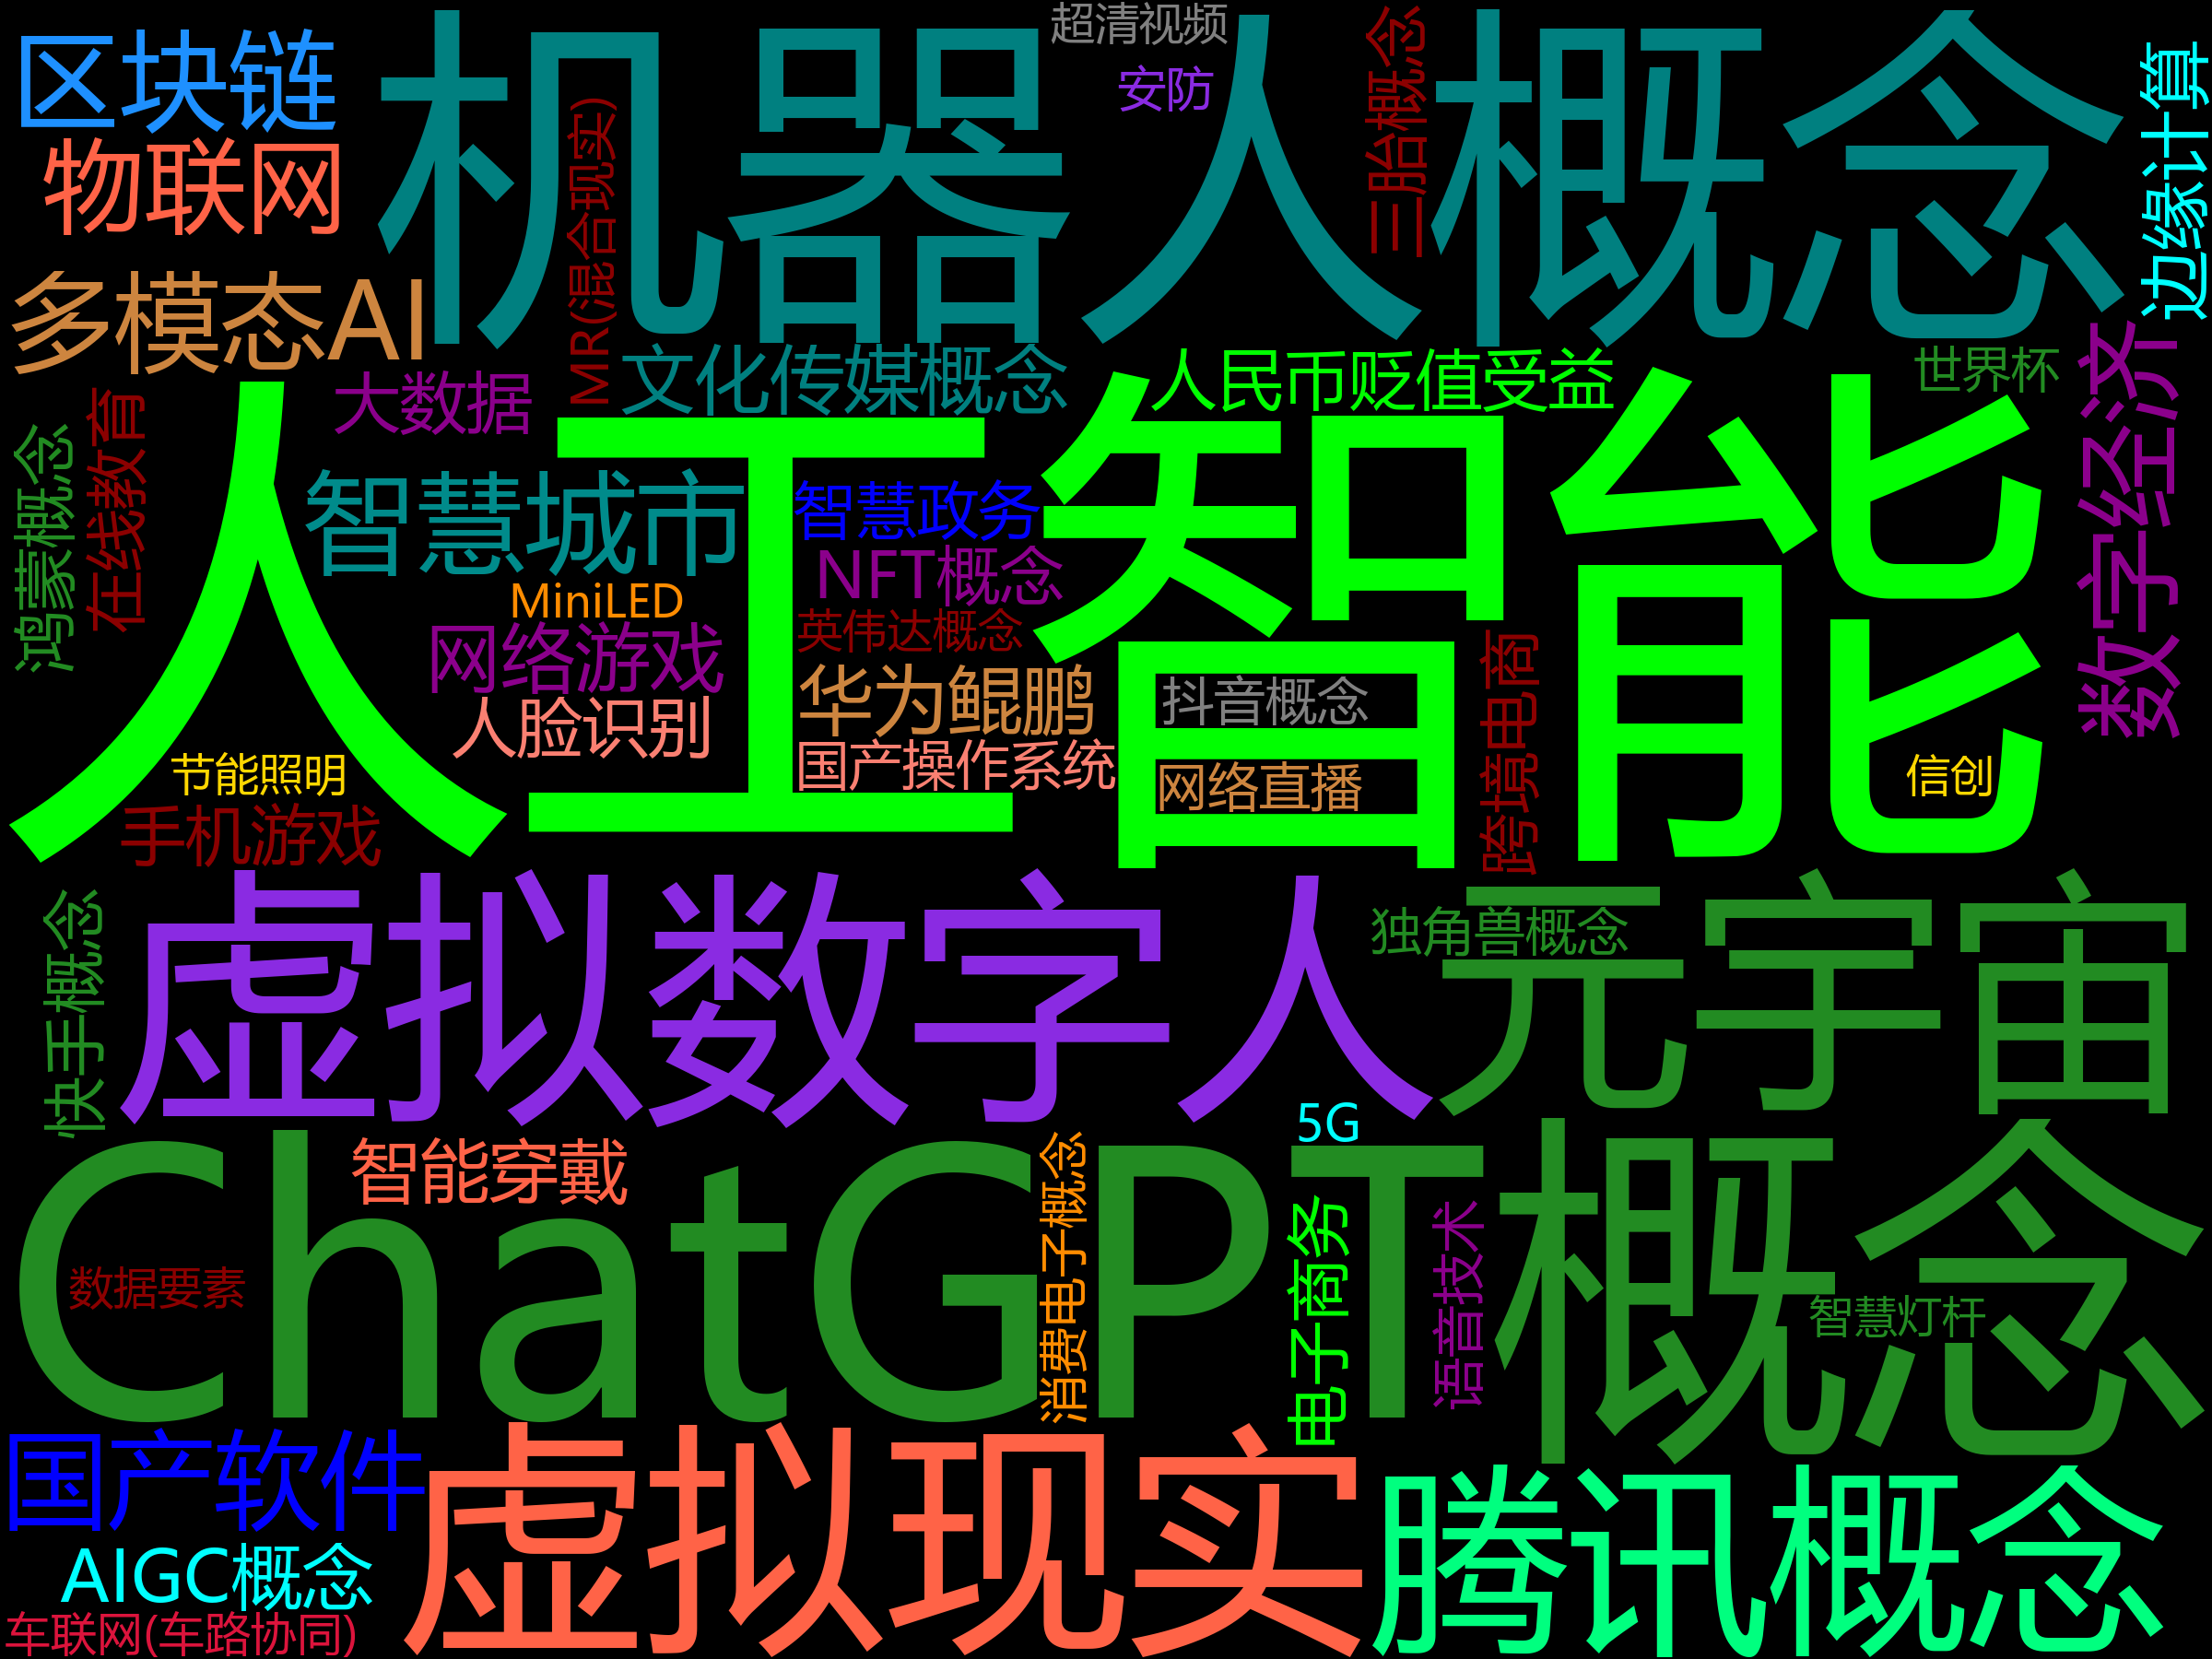 区块链
机器人概念
超清视频
安防
三胎概念
边缘计算
物联网
MR(混合现实)
多模态AI
大数据
文化传媒概念
人民币贬值受益
世界杯
数字经济
鸿蒙概念
在线教育
人工智能
智慧城市
智慧政务
NFT概念
MiniLED
英伟达概念
网络游戏
华为鲲鹏
抖音概念
跨境电商
人脸识别
国产操作系统
网络直播
信创
节能照明
手机游戏
虚拟数字人
独角兽概念
元宇宙
快手概念
5G
智能穿戴
ChatGPT概念
消费电子概念
电子商务
语音技术
数据要素
智慧灯杆
国产软件
虚拟现实
腾讯概念
AIGC概念
车联网(车路协同)